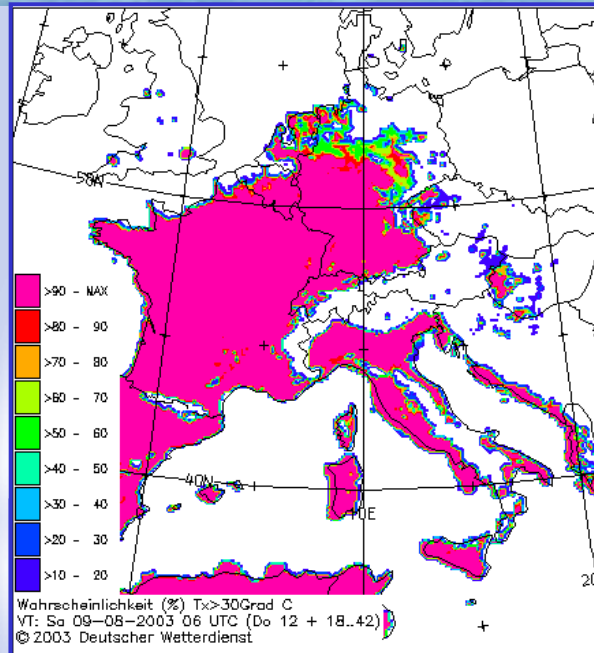 50N
>90 - MAX
>80 - 90
>70 - 80
>60 - 70
>50 - 60
>40 - 50
>30 - 40
>20 - 30
>10 - 20
40N
10E
20
Wahrscheinlichkeit (%) Tx>30Grad C
VT: Sa 09-08-2003 06 UTC (Do 12 + 18..42)
© 2003 Deutscher Wetterdienst